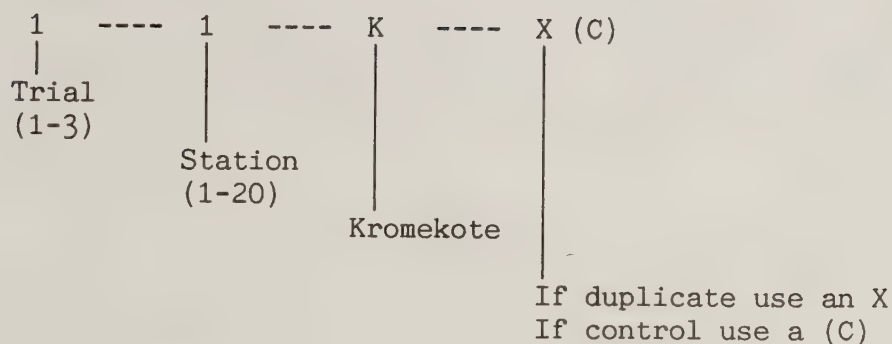 1 ---- 1 ---- K ---- X (C)
Trial
(1-3)
Station
(1-20)
Kromekote
If duplicate use an X
If control use a (C)